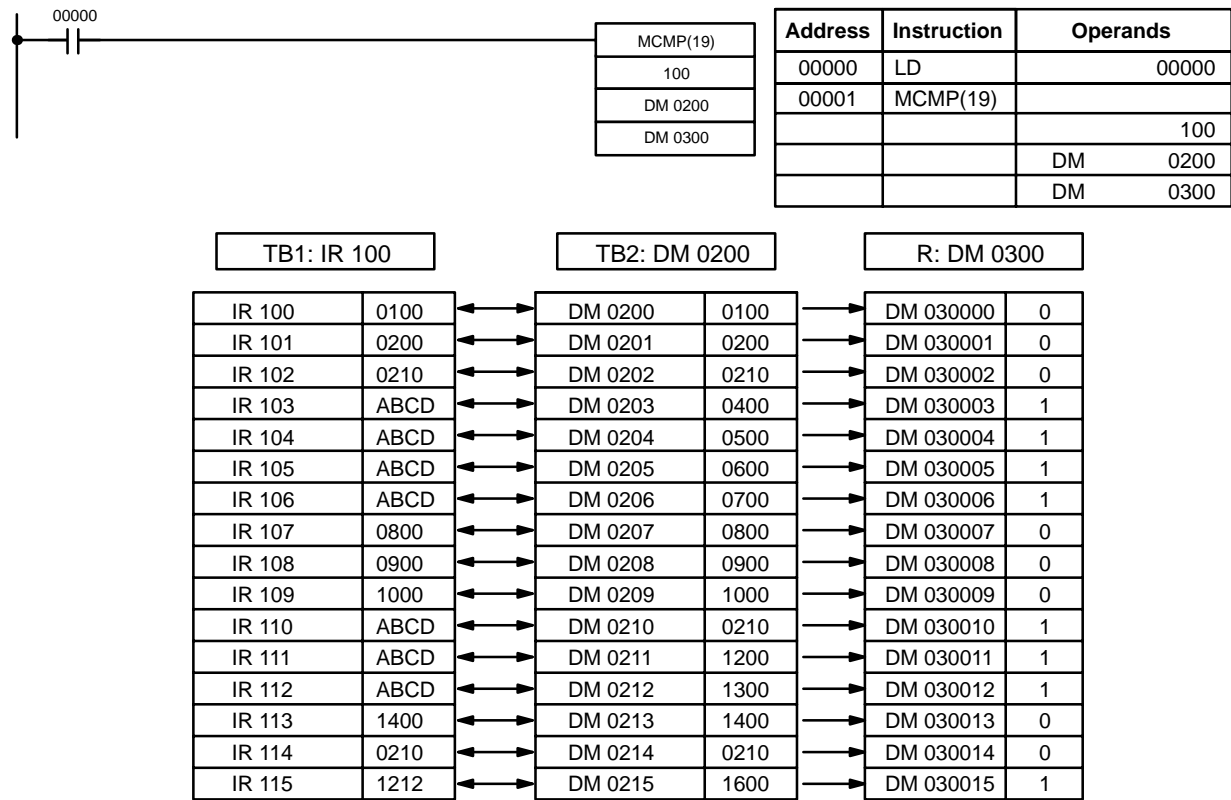 00000
MCMP(19)
100
DM 0200
DM 0300
Address Instruction Operands
00000 LD 00000
00001 MCMP(19)
100
DM 0200
DM 0300
TB1: IR 100 TB2: DM 0200 R: DM 0300
IR 100 0100 DM 0200 0100 DM 030000 0
IR 101 0200 DM 0201 0200 DM 030001 0
IR 102 0210 DM 0202 0210 DM 030002 0
IR 103 ABCD DM 0203 0400 DM 030003 1
IR 104 ABCD DM 0204 0500 DM 030004 1
IR 105 ABCD DM 0205 0600 DM 030005 1
IR 106 ABCD DM 0206 0700 DM 030006 1
IR 107 0800 DM 0207 0800 DM 030007 0
IR 108 0900 DM 0208 0900 DM 030008 0
IR 109 1000 DM 0209 1000 DM 030009 0
IR 110 ABCD DM 0210 0210 DM 030010 1
IR 111 ABCD DM 0211 1200 DM 030011 1
IR 112 ABCD DM 0212 1300 DM 030012 1
IR 113 1400 DM 0213 1400 DM 030013 0
IR 114 0210 DM 0214 0210 DM 030014 0
IR 115 1212 DM 0215 1600 DM 030015 1